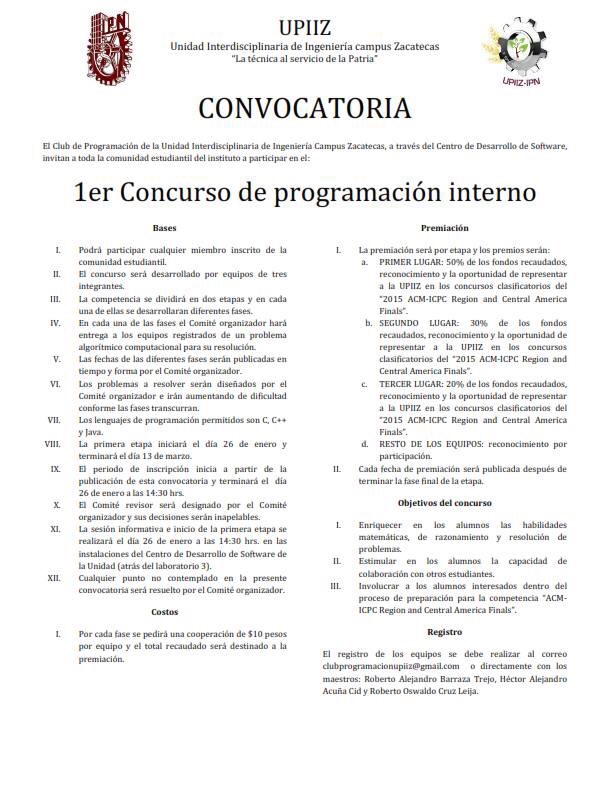 IPN
UPIIZ
Unidad Interdisciplinaria de Ingeniería campus Zacatecas
“La técnica al servicio de la Patria”
UPIIZ-IPN
CONVOCATORIA
El Club de Programación de la Unidad Interdisciplinaria de Ingeniería Campus Zacatecas, a través del Centro de Desarrollo de Software,
invitan a toda la comunidad estudiantil del instituto a participar en el:
1er Concurso de programación interno
Bases
I. Podrá participar cualquier miembro inscrito de la
comunidad estudiantil.
II. El concurso será desarrollado por equipos de tres
integrantes.
III. La competencia se dividirá en dos etapas y en cada
una de ellas se desarrollaran diferentes fases.
IV. En cada una de las fases el Comité organizador hará
entrega a los equipos registrados de un problema
algorítmico computacional para su resolución.
V. Las fechas de las diferentes fases serán publicadas en
tiempo y forma por el Comité organizador.
VI. Los problemas a resolver serán diseñados por el
Comité organizador e irán aumentando de dificultad
conforme las fases transcurran.
VII. Los lenguajes de programación permitidos son C, C++
y Java.
VIII. La primera etapa iniciará el día 26 de enero y
terminará el día 13 de marzo.
IX. El periodo de inscripción inicia a partir de la
publicación de esta convocatoria y terminará el día
26 de enero a las 14:30 hrs.
X. El Comité revisor será designado por el Comité
organizador y sus decisiones serán inapelables.
XI. La sesión informativa e inicio de la primera etapa se
realizará el día 26 de enero a las 14:30 hrs. en las
instalaciones del Centro de Desarrollo de Software de
la Unidad (atrás del laboratorio 3).
XII. Cualquier punto no contemplado en la presente
convocatoria será resuelto por el Comité organizador.
Costos
I. Por cada fase se pedirá una cooperación de $10 pesos
por equipo y el total recaudado será destinado a la
premiación.
Premiación
I. La premiación será por etapa y los premios serán:
a. PRIMER LUGAR: 50% de los fondos recaudados,
reconocimiento y la oportunidad de representar
a la UPIIZ en los concursos clasificatorios del
“2015 ACM-ICPC Region and Central America
Finals”.
b. SEGUNDO LUGAR: 30% de los fondos
recaudados, reconocimiento y la oportunidad de
representar a la UPIIZ en los concursos
clasificatorios del “2015 ACM-ICPC Region and
Central America Finals”.
c. TERCER LUGAR: 20% de los fondos recaudados,
reconocimiento y la oportunidad de representar
a la UPIIZ en los concursos clasificatorios del
“2015 ACM-ICPC Region and Central America
Finals”.
d. RESTO DE LOS EQUIPOS: reconocimiento por
participación.
II. Cada fecha de premiación será publicada después de
terminar la fase final de la etapa.
Objetivos del concurso
I. Enriquecer en los alumnos las habilidades
matemáticas, de razonamiento y resolución de
problemas.
II. Estimular en los alumnos la capacidad de
colaboración con otros estudiantes.
III. Involucrar a los alumnos interesados dentro del
proceso de preparación para la competencia “ACM-
ICPC Region and Central America Finals”.
Registro
El registro de los equipos se debe realizar al correo
clubprogramacionupiiz@gmail.com o directamente con los
maestros: Roberto Alejandro Barraza Trejo, Héctor Alejandro
Acuña Cid y Roberto Oswaldo Cruz Leija.